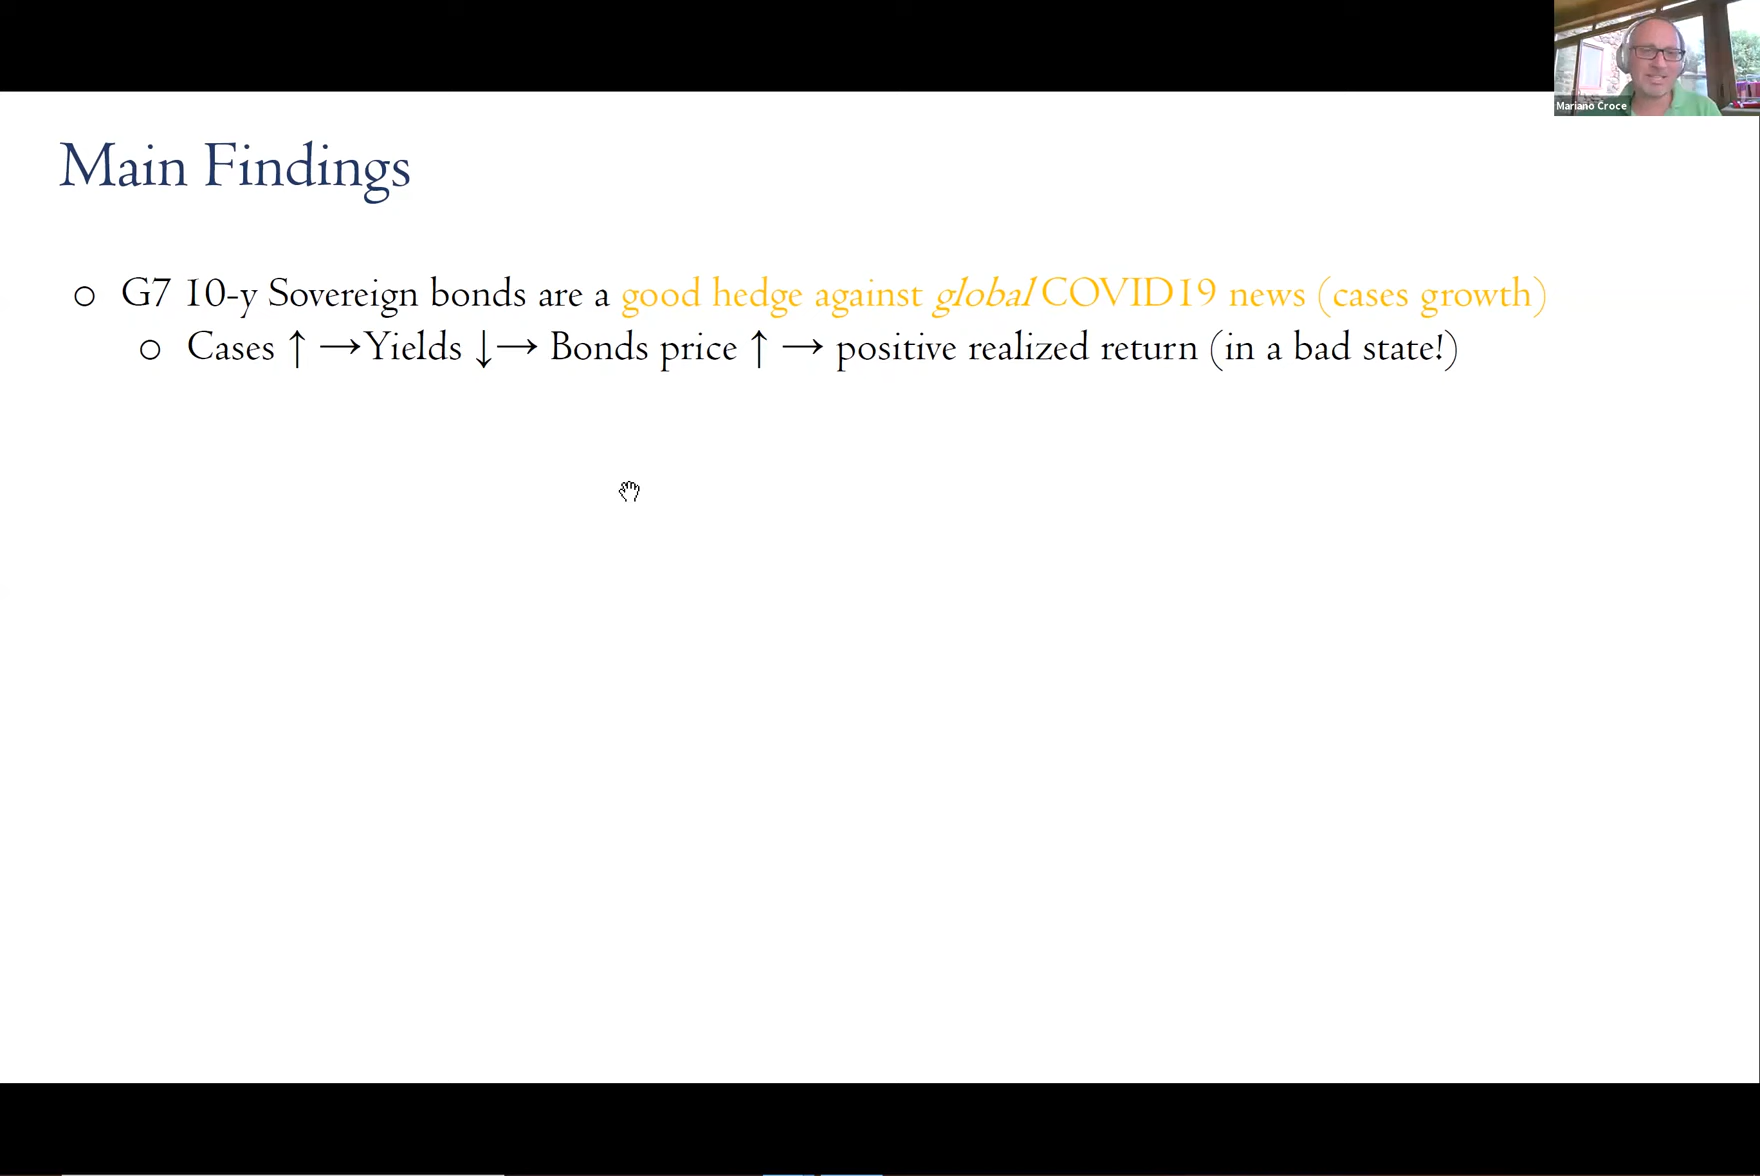 Mariano Croce
Main Findings
○ G7 10-y Sovereign bonds are a good hedge against global COVID19 news (cases growth)
○ Cases ↑ →Yields ↓→ Bonds price ↑ → positive realized return (in a bad state!)